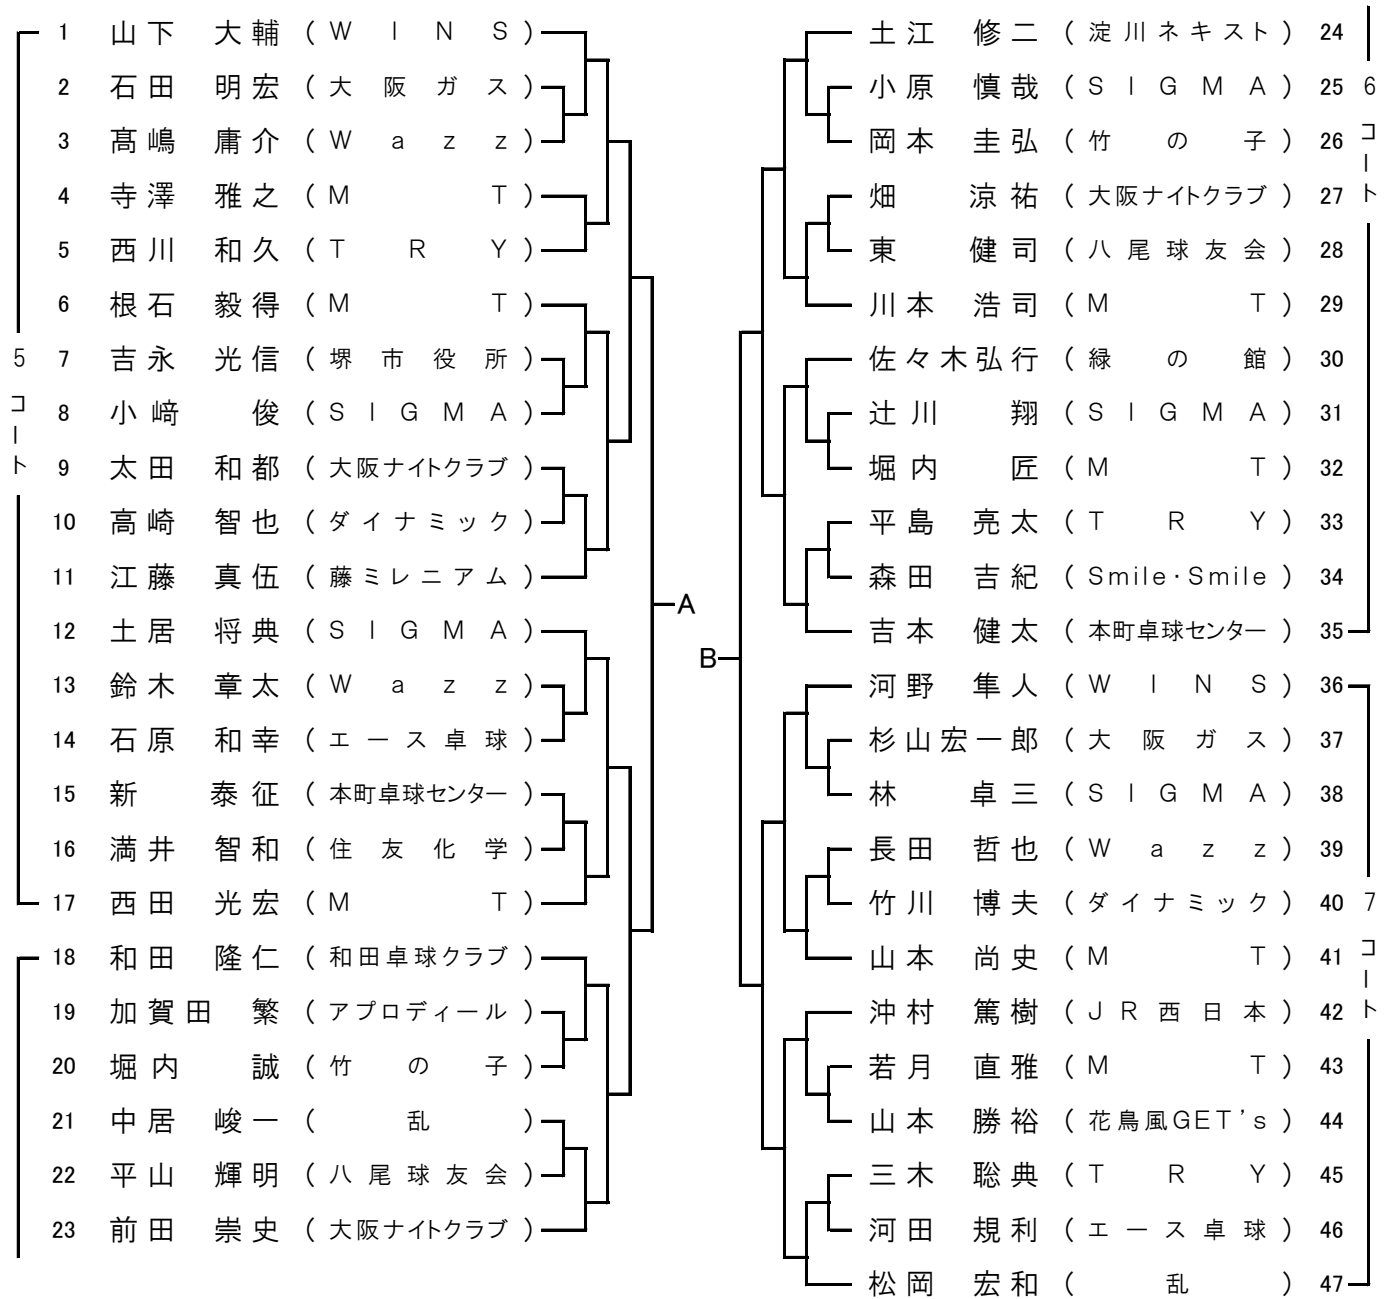 1 山下 大輔 (WINS)
2 石田 明宏 (大阪ガス)
3 髙嶋 庸介 (Wazz)
4 寺澤 雅之 (MT)
5 西川 和久 (TRY)
6 根石 毅得 (MT)
7 吉永 光信 (堺市役所)
8 小﨑 俊 (SIGMA)
9 太田 和都 (大阪ナイトクラブ)
10 高崎 智也 (ダイナミック)
11 江藤 真伍 (藤ミレニアム)
12 土居 将典 (SIGMA)
13 鈴木 章太 (Wazz)
14 石原 和幸 (エース卓球)
15 新 泰征 (本町卓球センター)
16 満井 智和 (住友化学)
17 西田 光宏 (MT)
18 和田 隆仁 (和田卓球クラブ)
19 加賀田 繁 (アプロディール)
20 堀内 誠 (竹の子)
21 中居 峻一 (乱)
22 平山 輝明 (八尾球友会)
23 前田 崇史 (大阪ナイトクラブ)
5コート
A
B
土江 修二 (淀川ネキスト) 24
小原 慎哉 (SIGMA) 25
岡本 圭弘 (竹の子) 26
畑 涼祐 (大阪ナイトクラブ) 27
東 健司 (八尾球友会) 28
川本 浩司 (MT) 29
佐々木弘行 (緑の館) 30
辻川 翔 (SIGMA) 31
堀内 匠 (MT) 32
平島 亮太 (TRY) 33
森田 吉紀 (Smile・Smile) 34
吉本 健太 (本町卓球センター) 35
河野 隼人 (WINS) 36
杉山宏一郎 (大阪ガス) 37
林 卓三 (SIGMA) 38
長田 哲也 (Wazz) 39
竹川 博夫 (ダイナミック) 40
山本 尚史 (MT) 41
沖村 篤樹 (JR西日本) 42
若月 直雅 (MT) 43
山本 勝裕 (花鳥風GET's) 44
三木 聡典 (TRY) 45
河田 規利 (エース卓球) 46
松岡 宏和 (乱) 47
6コート
7コート